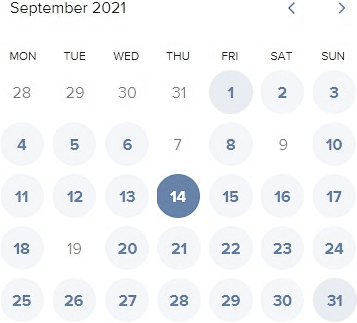 September 2021
MON TUE WED THU FRI SAT SUN
28 29 30 31 1 2 3
4 5 6 7 8 9 10
11 12 13 14 15 16 17
18 19 20 21 22 23 24
25 26 27 28 29 30 31